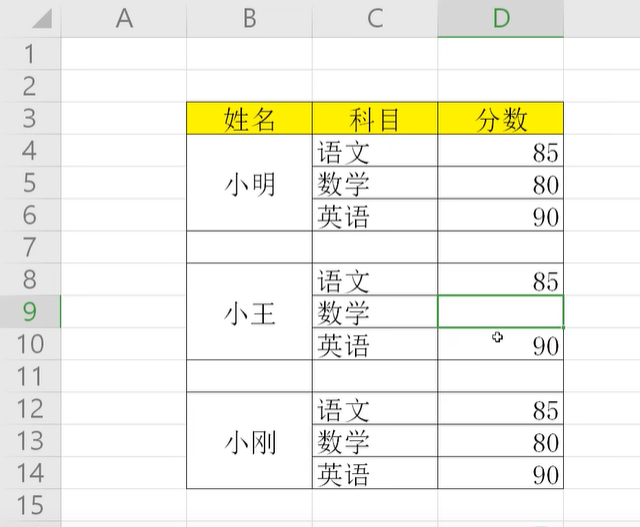 A B C D
1
2
3 姓名 科目 分数
4 语文 85
5 小明 数学 80
6 英语 90
7
8 语文 85
9 小王 数学
10 英语 90
11
12 语文 85
13 小刚 数学 80
14 英语 90
15